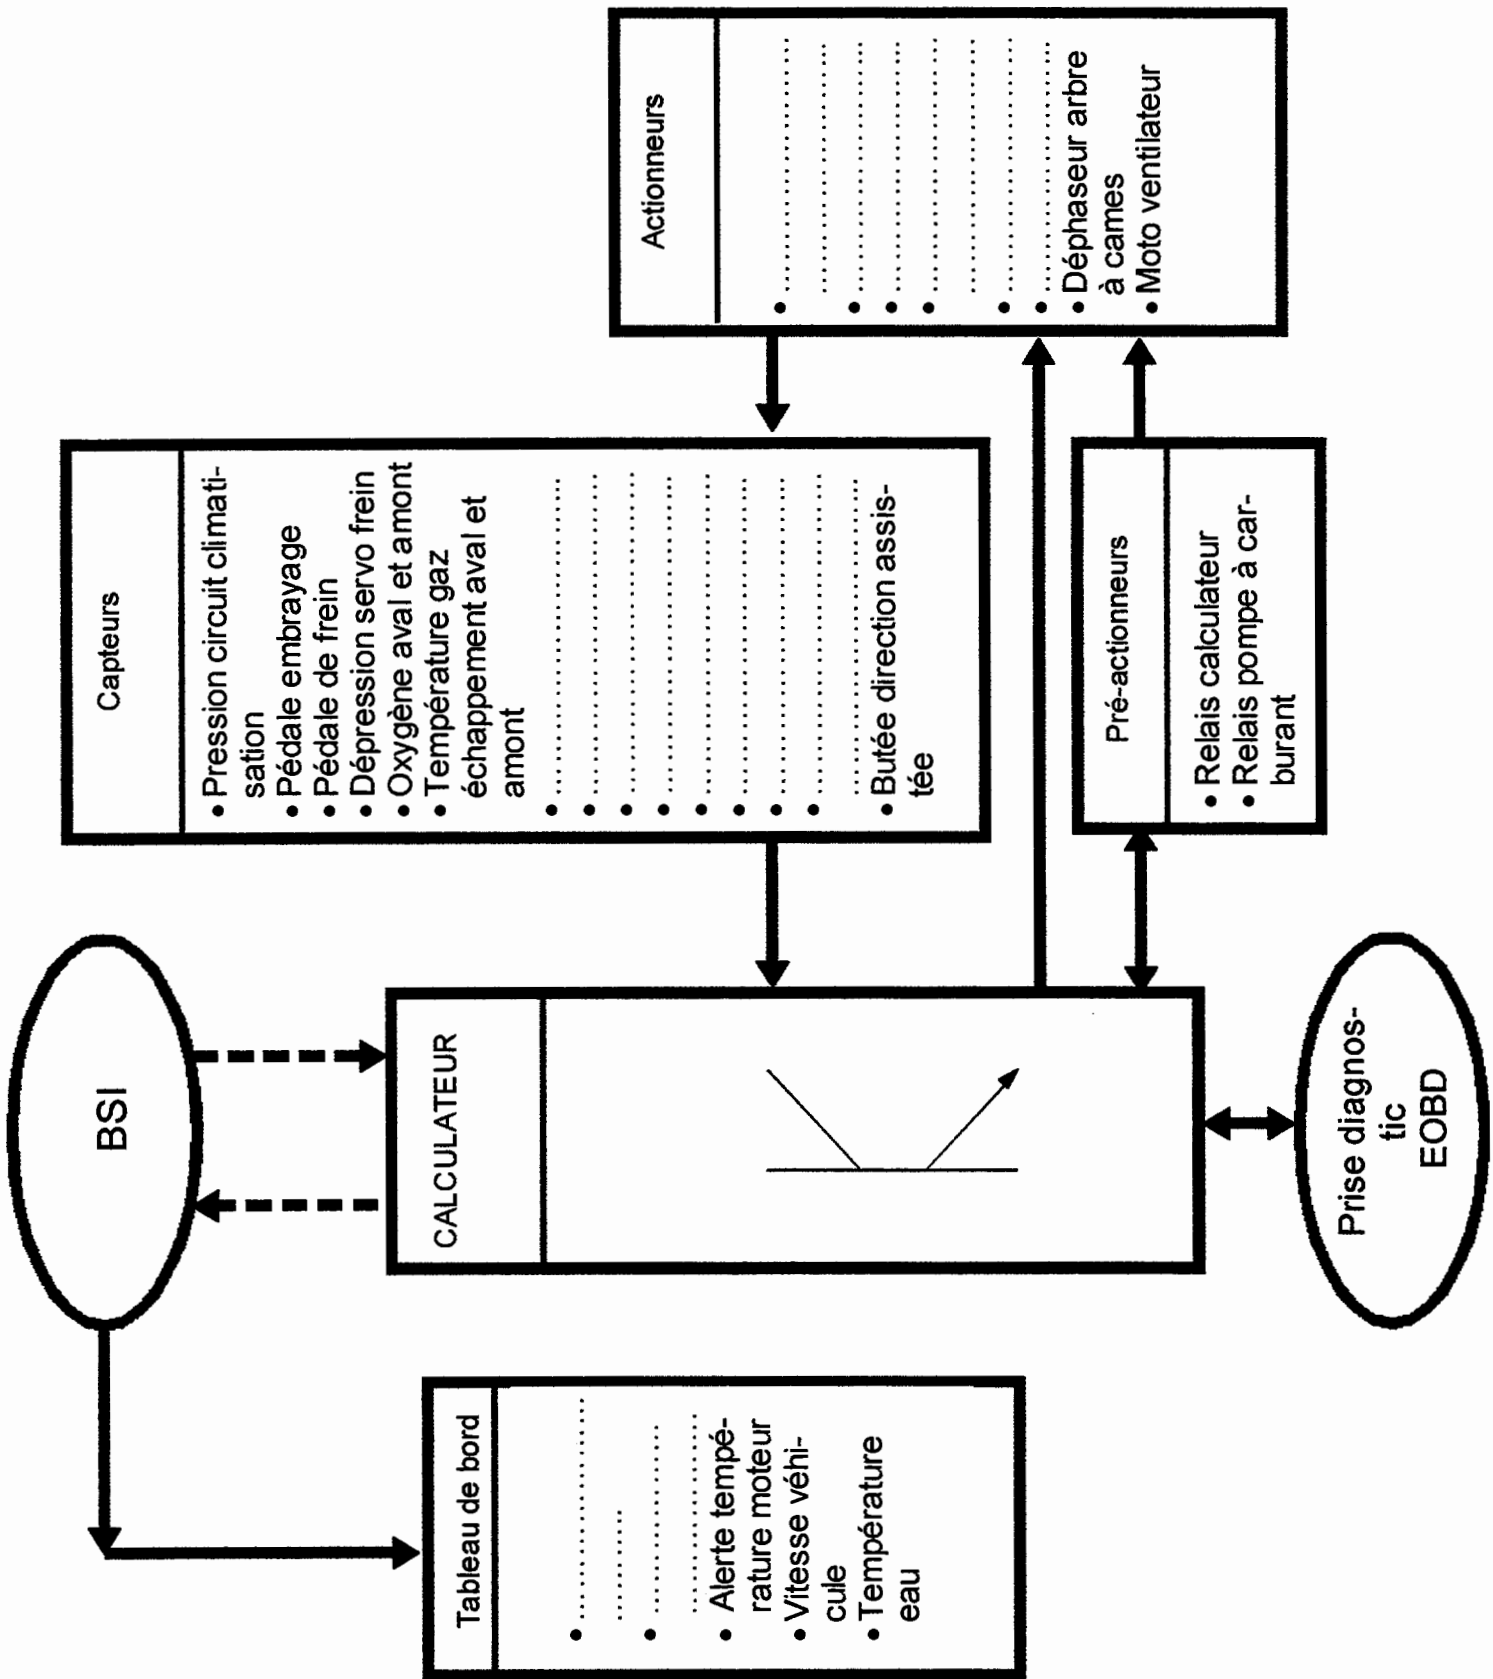 BSI
Tableau de bord
• ..........................
..............
• .........................
..........................
• Alerte tempé-
rature moteur
• Vitesse véhi-
cule
• Température
eau
CALCULATEUR
Prise diagnos-
tic
EOBD
Capteurs
• Pression circuit climati-
sation
• Pédale embrayage
• Pédale de frein
• Dépression servo frein
• Oxygène aval et amont
• Température gaz
échappement aval et
amont
• ........................................
• ........................................
• ........................................
• ........................................
• ........................................
• ........................................
• ........................................
• ........................................
........................................
• Butée direction assis-
tée
Pré-actionneurs
• Relais calculateur
• Relais pompe à car-
burant
Actionneurs
• ................................
................................
• ................................
• ................................
• ................................
................................
• ................................
• ................................
• Déphaseur arbre
à cames
• Moto ventilateur